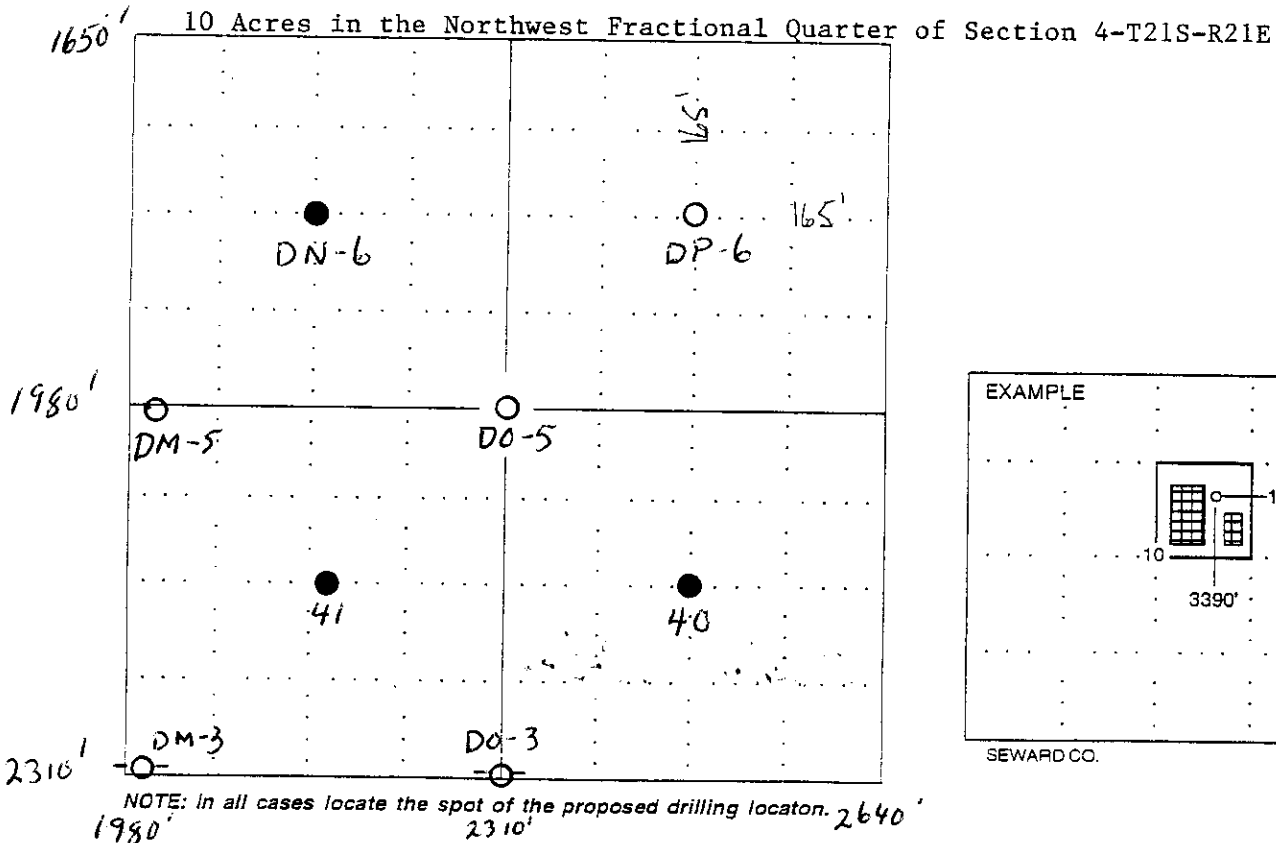 10 Acres in the Northwest Fractional Quarter of Section 4-T21S-R21E
1650'
165'
165'
DN-6
DP-6
1980'
DM-5
DO-5
EXAMPLE
10
3390'
SEWARD CO.
41
40
DM-3
DO-3
2310'
NOTE: In all cases locate the spot of the proposed drilling locaton.
1980'
2310'
2640'